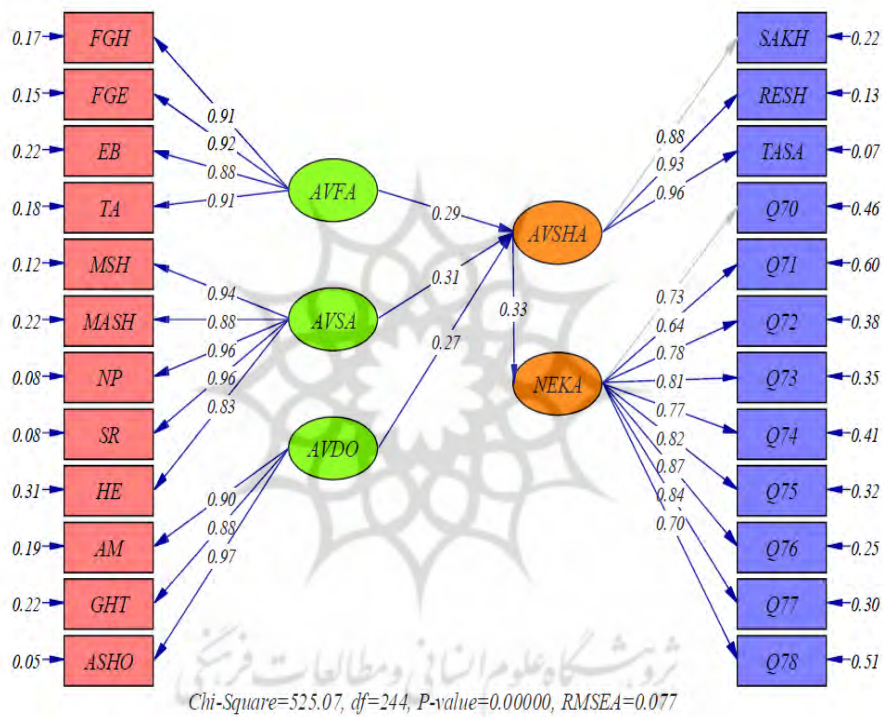 0.17 FGH
0.15 FGE
0.22 EB
0.18 TA
0.12 MSH
0.22 MASH
0.08 NP
0.08 SR
0.31 HE
0.19 AM
0.22 GHT
0.05 ASHO
0.91
0.92
0.88
0.91
0.94
0.88
0.96
0.96
0.83
0.90
0.88
0.97
AVFA
AVSA
AVDO
0.29
0.31
0.27
AVSHA
0.33
NEKA
0.88
0.93
0.96
0.73
0.64
0.78
0.81
0.77
0.82
0.87
0.84
0.70
SAKH 0.22
RESH 0.13
TASA 0.07
Q70 0.46
Q71 0.60
Q72 0.38
Q73 0.35
Q74 0.41
Q75 0.32
Q76 0.25
Q77 0.30
Q78 0.51
پژوهشگاه علوم انسانی و مطالعات فرهنگی
Chi-Square=525.07, df=244, P-value=0.00000, RMSEA=0.077